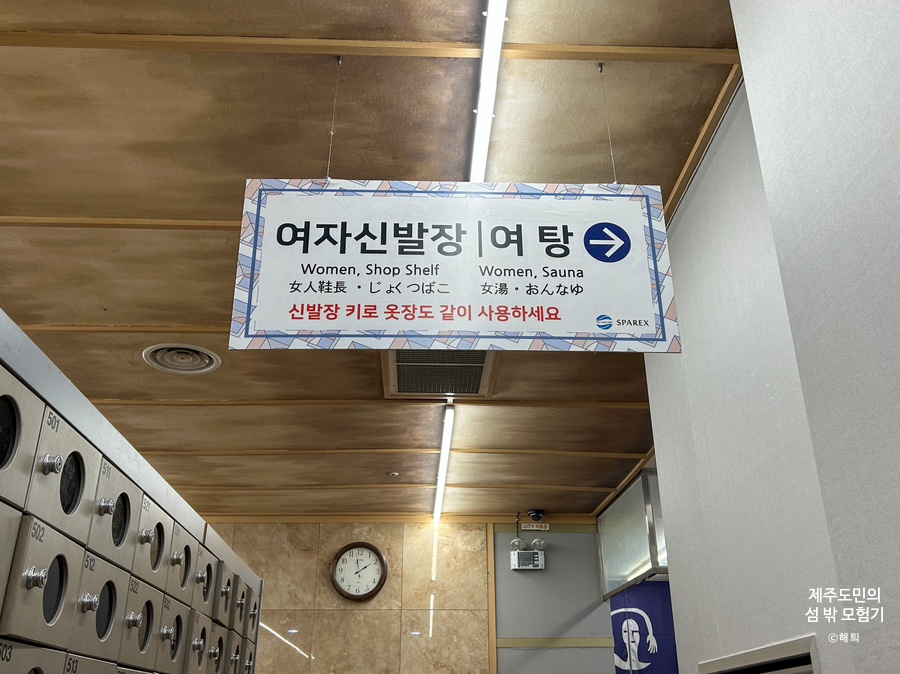 여자신발장 | 여 탕
Women, Shop Shelf Women, Sauna
女人鞋長 ・じょくつばこ 女湯・おんなゆ
신발장 키로 옷장도 같이 사용하세요
SPAREX
501
511
521
502
512
522
503
513
제주도민의
섬 밖 모험기
©해틔